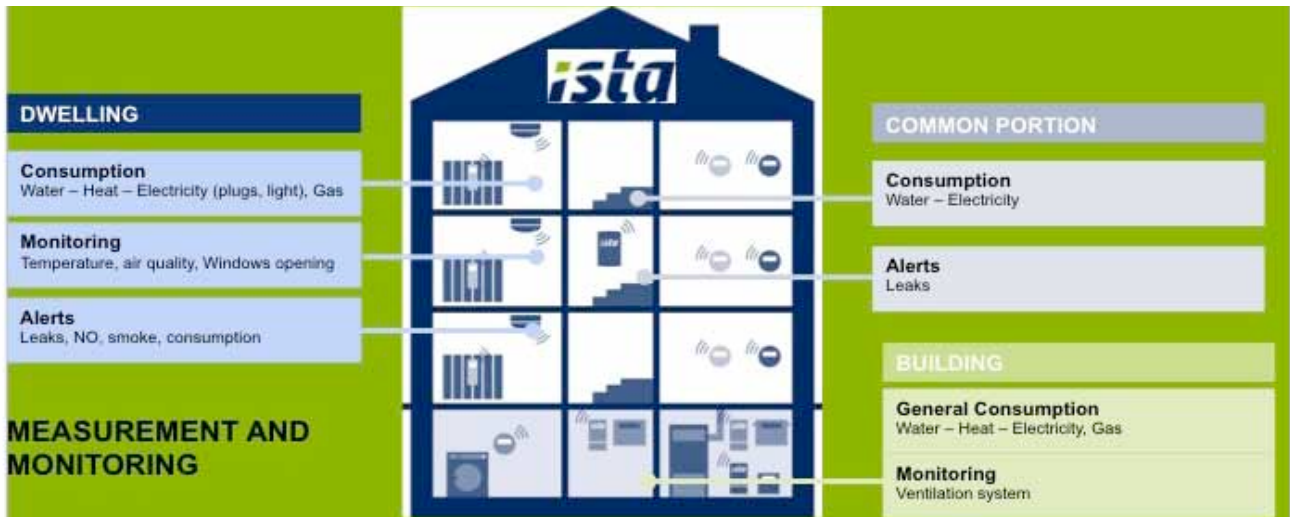 ista
DWELLING
Consumption
Water – Heat – Electricity (plugs, light), Gas
Monitoring
Temperature, air quality, Windows opening
Alerts
Leaks, NO, smoke, consumption
MEASUREMENT AND
MONITORING
ista
COMMON PORTION
Consumption
Water – Electricity
Alerts
Leaks
BUILDING
General Consumption
Water – Heat – Electricity, Gas
Monitoring
Ventilation system